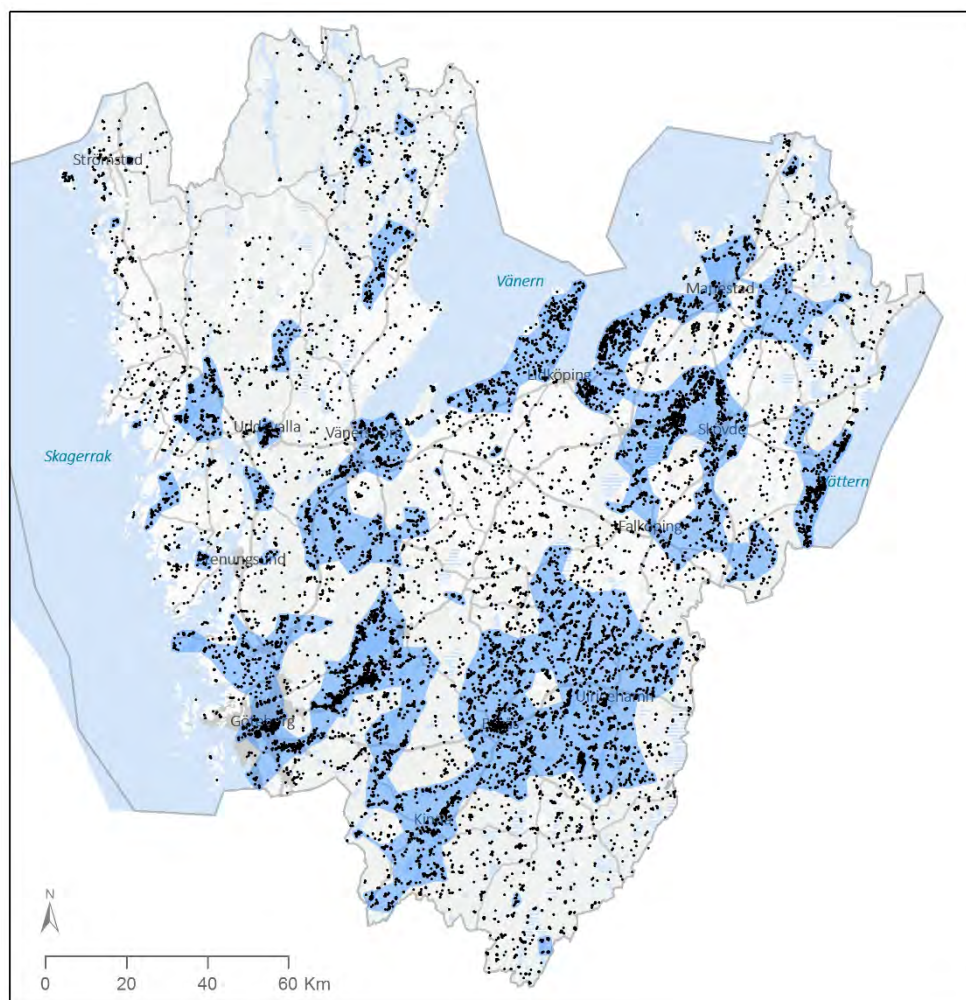 Strömstad
Vänern
Mariestad
Lidköping
Uddevalla
Vänersborg
Skövde
Skagerrak
Vättern
Falköping
Stenungsund
Ulricehamn
Göteborg
Borås
Kinna
N
0 20 40 60 Km